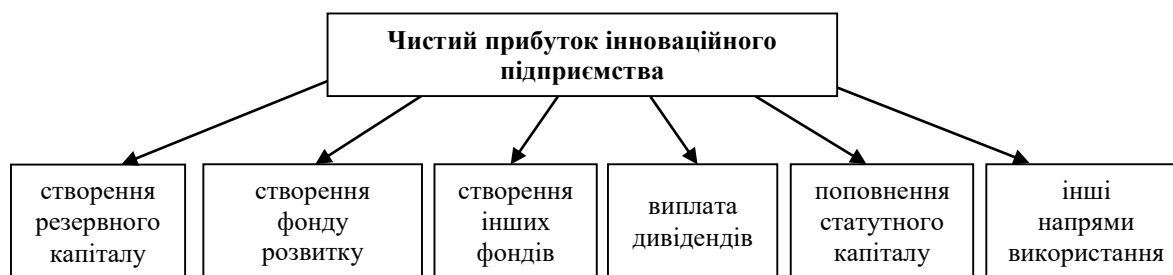 Чистий прибуток інноваційного
підприємства
створення
резервного
капіталу
створення
фонду
розвитку
створення
інших
фондів
виплата
дивідендів
поповнення
статутного
капіталу
інші
напрями
використання